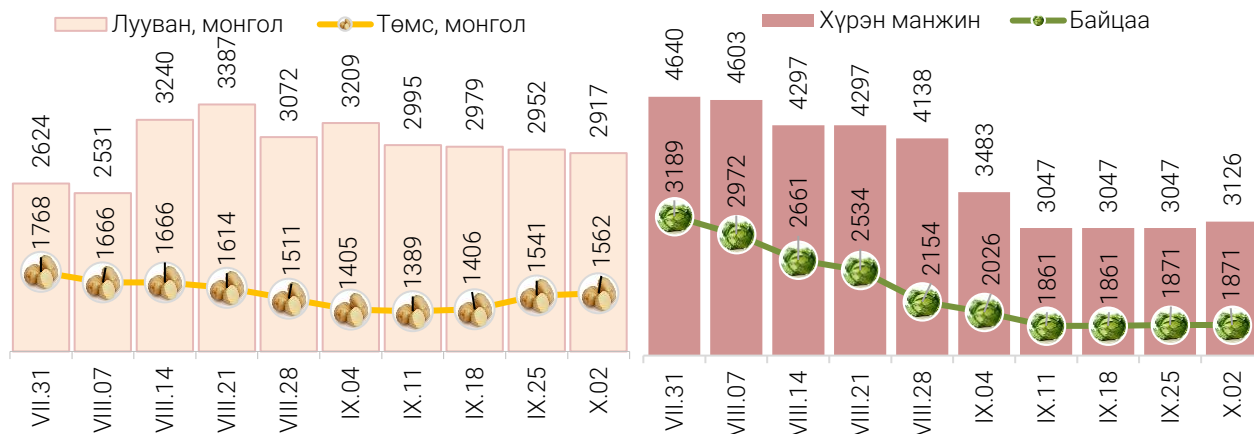 Лууван, монгол Төмс, монгол
2624 2531 3240 3387 3072 3209 2995 2979 2952 2917
1768 1666 1666 1614 1511 1405 1389 1406 1541 1562
VII.31 VIII.07 VIII.14 VIII.21 VIII.28 IX.04 IX.11 IX.18 IX.25 X.02
Хүрэн манжин Байцаа
4640 4603 4297 4297 4138 3483 3047 3047 3047 3126
3189 2972 2661 2534 2154 2026 1861 1861 1871 1871
VII.31 VIII.07 VIII.14 VIII.21 VIII.28 IX.04 IX.11 IX.18 IX.25 X.02